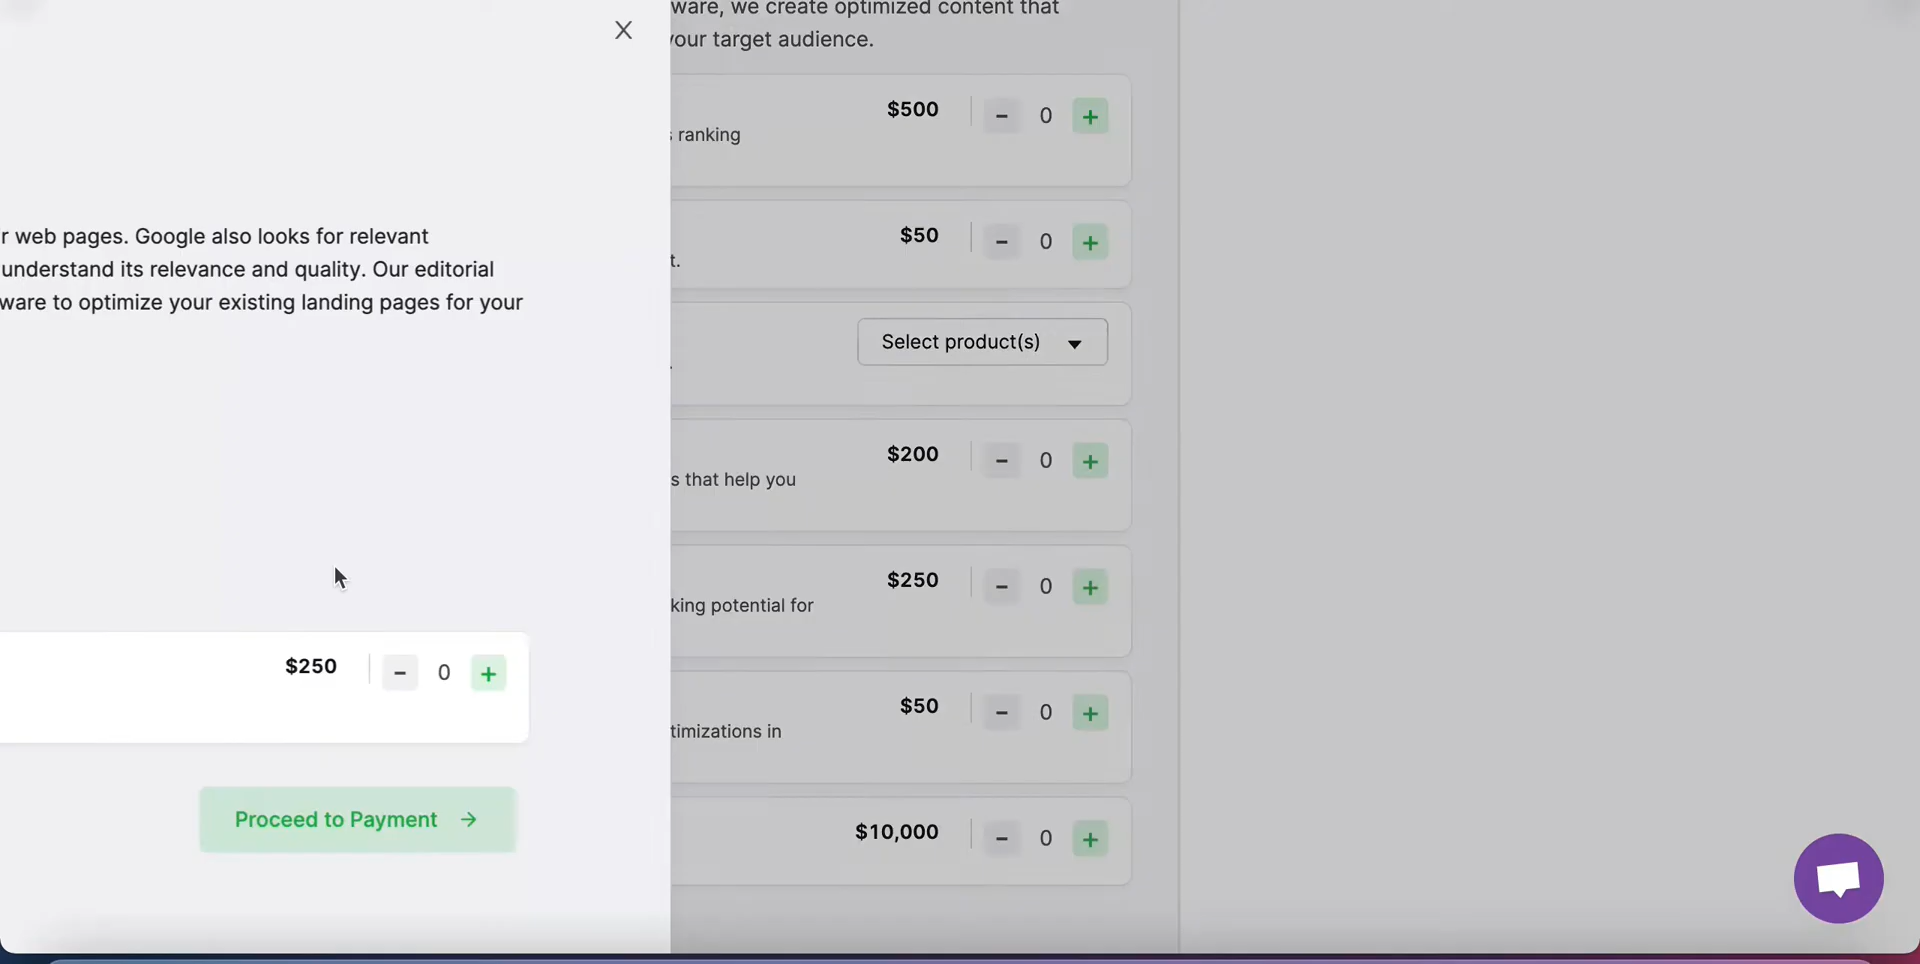 r web pages. Google also looks for relevant
understand its relevance and quality. Our editorial
ware to optimize your existing landing pages for your
$250
-
0
+
Proceed to Payment →
ware, we create optimized content that
your target audience.
$500
-
0
+
s ranking
$50
-
0
+
t.
Select product(s)
.
$200
-
0
+
s that help you
$250
-
0
+
king potential for
$50
-
0
+
timizations in
$10,000
-
0
+